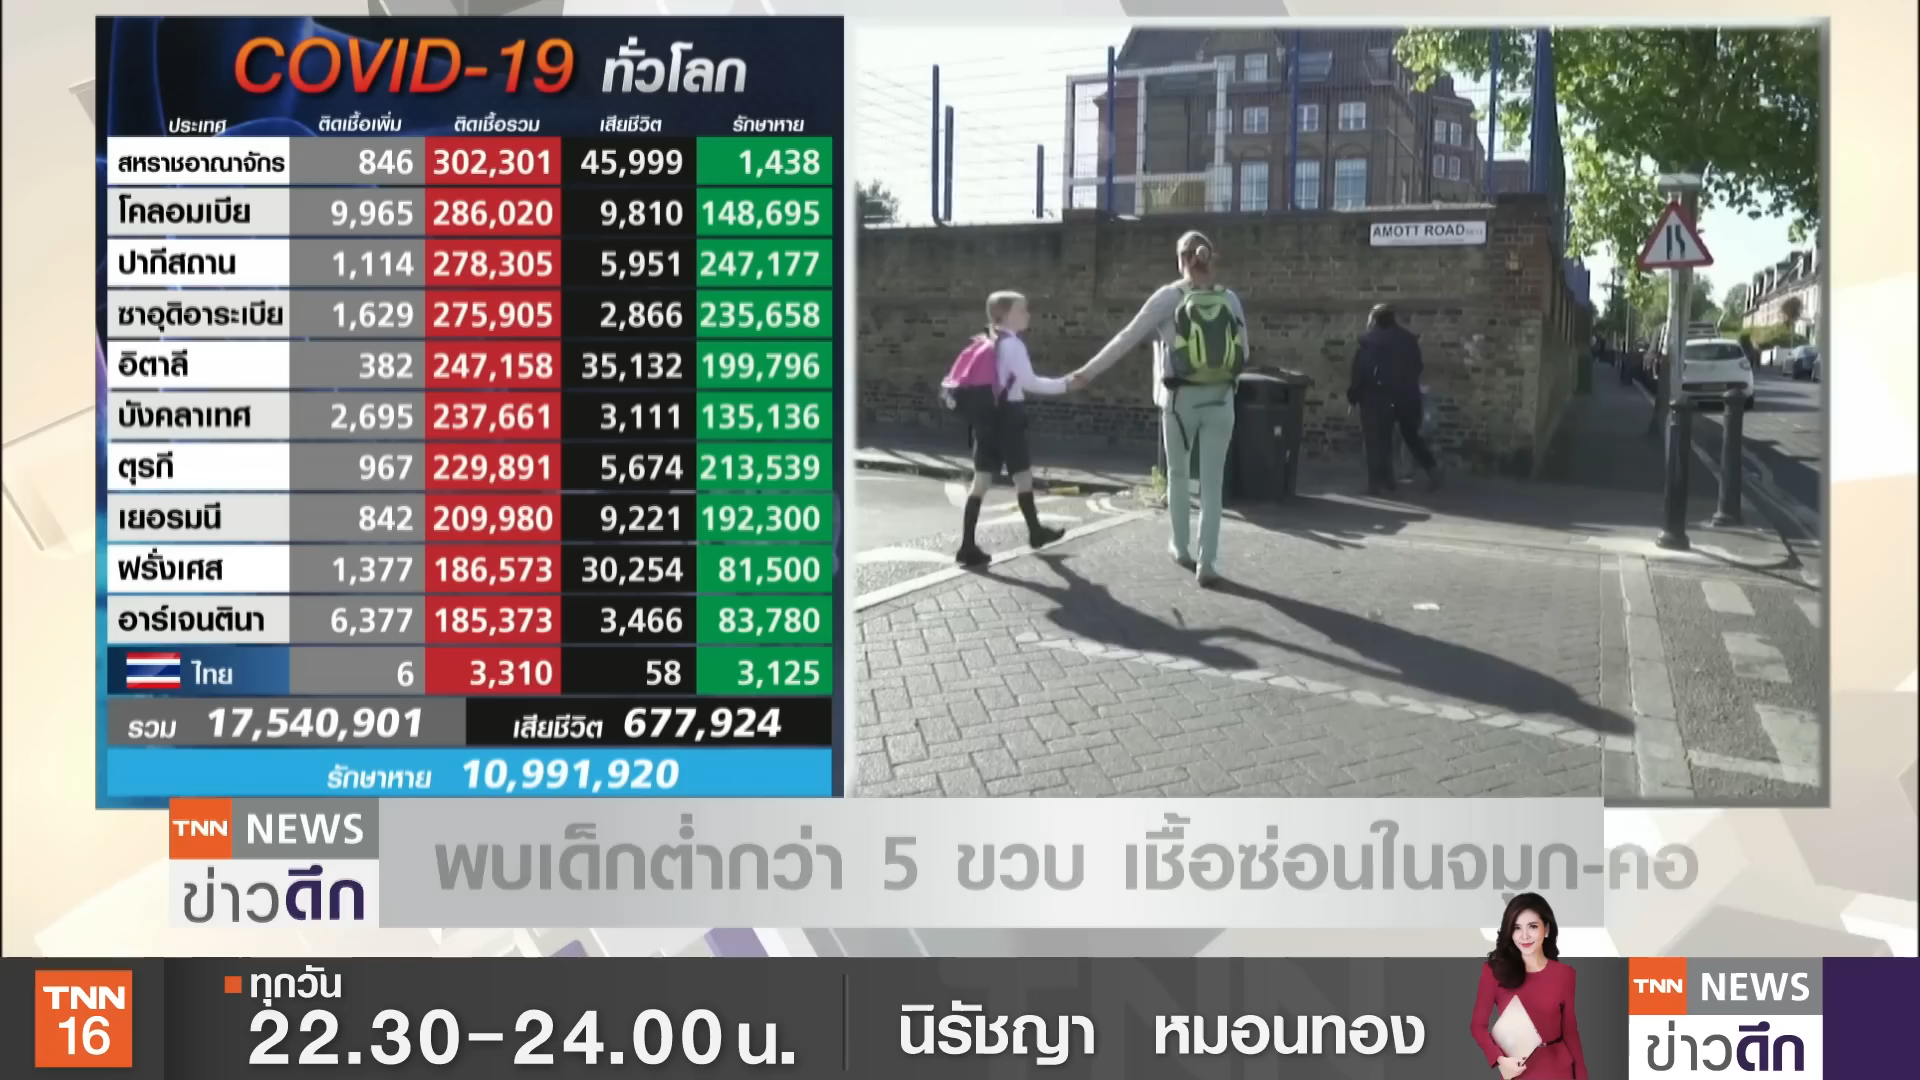 COVID-19 ทั่วโลก
ประเทศ ติดเชื้อเพิ่ม ติดเชื้อรวม เสียชีวิต รักษาหาย
สหราชอาณาจักร 846 302,301 45,999 1,438
โคลอมเบีย 9,965 286,020 9,810 148,695
ปากีสถาน 1,114 278,305 5,951 247,177
ซาอุดิอาระเบีย 1,629 275,905 2,866 235,658
อิตาลี 382 247,158 35,132 199,796
บังคลาเทศ 2,695 237,661 3,111 135,136
ตุรกี 967 229,891 5,674 213,539
เยอรมนี 842 209,980 9,221 192,300
ฝรั่งเศส 1,377 186,573 30,254 81,500
อาร์เจนตินา 6,377 185,373 3,466 83,780
ไทย 6 3,310 58 3,125
รวม 17,540,901 เสียชีวิต 677,924
รักษาหาย 10,991,920
AMOTT ROAD
TNN NEWS
ข่าวดึก
พบเด็กต่ำกว่า 5 ขวบ เชื้อซ่อนในจมูก-คอ
TNN
16
ทุกวัน
22.30-24.00 น.
นิรัชญา หมอนทอง
TNN NEWS
ข่าวดึก